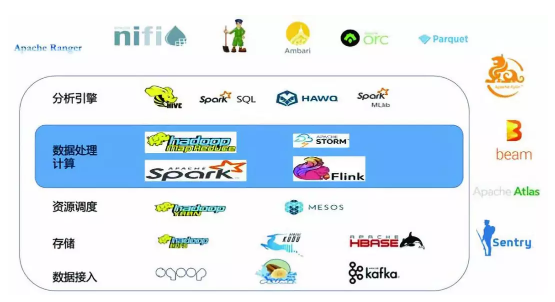 Apache Ranger
nifi
Ambari
orc
Parquet
分析引擎
HIVE
Spark SQL
HAWQ
Spark MLlib
数据处理
计算
hadoop MapReduce
APACHE STORM
APACHE Spark
Flink
beam
资源调度
hadoop YARN
MESOS
Apache Atlas
存储
hadoop
KUDU
APACHE HBASE
Sentry
数据接入
sqoop
kafka